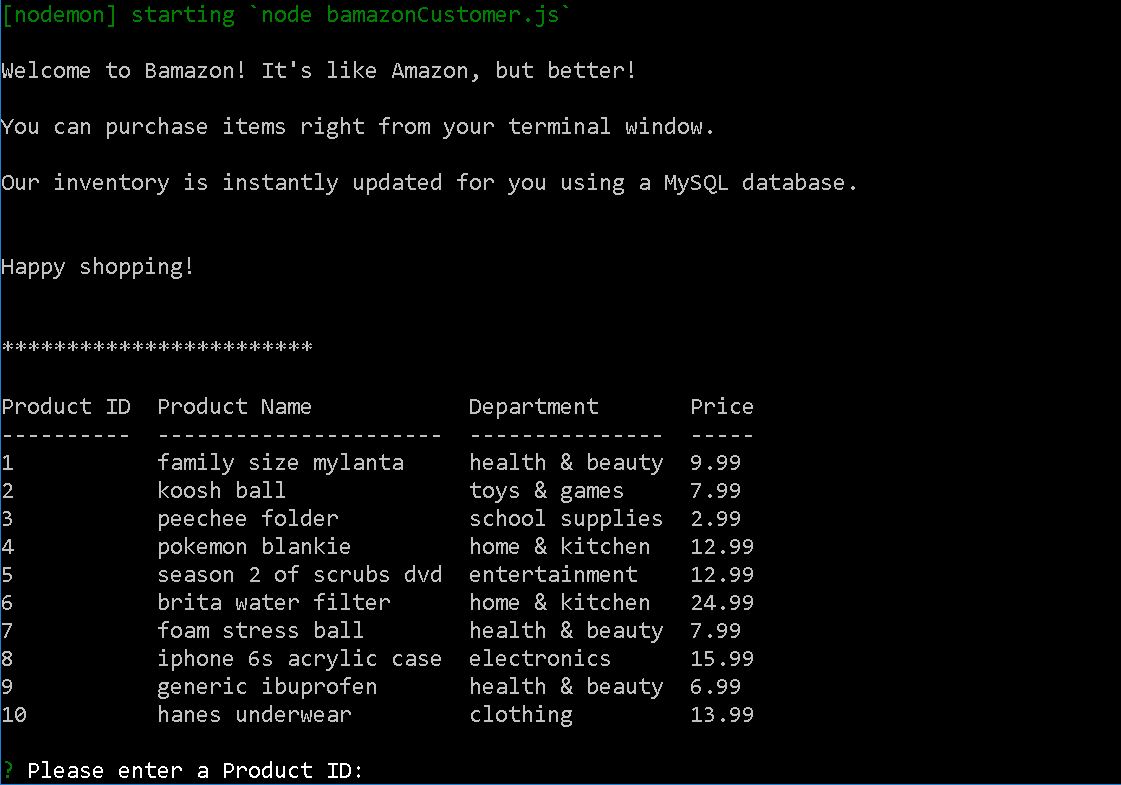 [nodemon] starting `node bamazonCustomer.js`
Welcome to Bamazon! It's like Amazon, but better!
You can purchase items right from your terminal window.
Our inventory is instantly updated for you using a MySQL database.
Happy shopping!
************************
Product ID  Product Name            Department       Price
----------  ----------------------  ---------------  -----
1           family size mylanta     health & beauty  9.99
2           koosh ball              toys & games     7.99
3           peechee folder          school supplies  2.99
4           pokemon blankie         home & kitchen   12.99
5           season 2 of scrubs dvd  entertainment    12.99
6           brita water filter      home & kitchen   24.99
7           foam stress ball        health & beauty  7.99
8           iphone 6s acrylic case  electronics      15.99
9           generic ibuprofen       health & beauty  6.99
10          hanes underwear         clothing         13.99
? Please enter a Product ID: